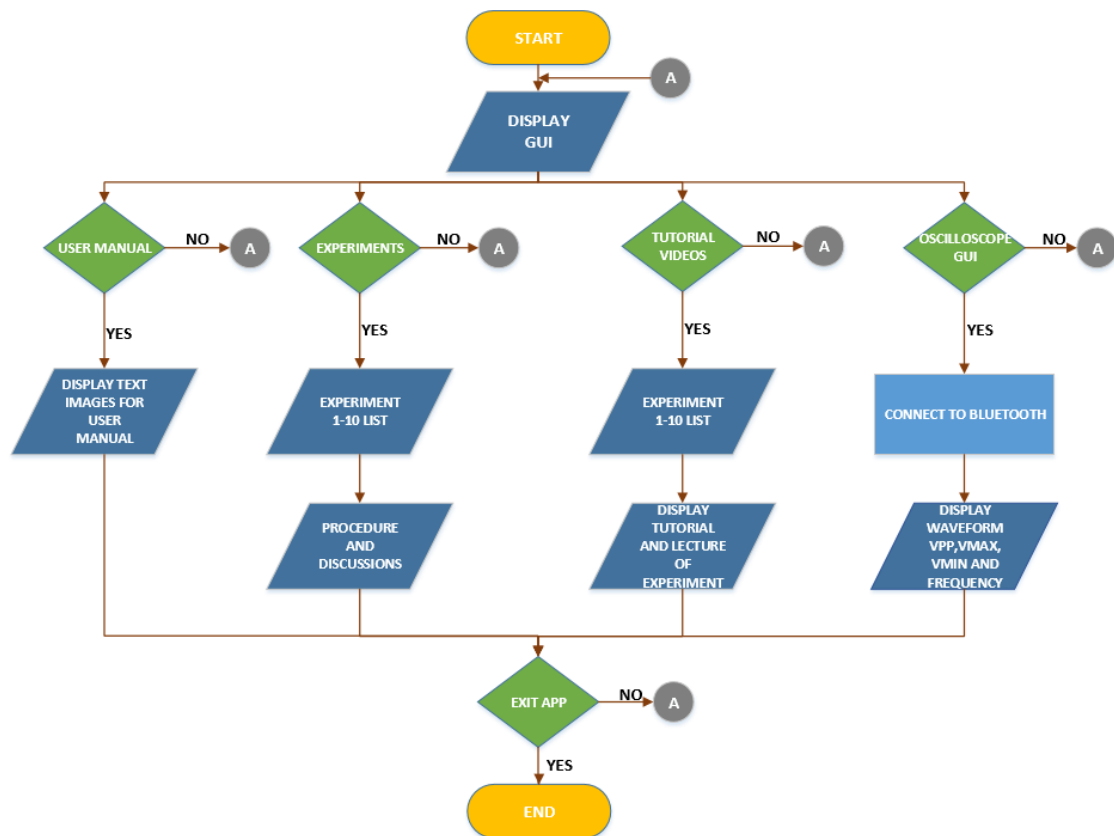 START
A
DISPLAY
GUI
USER MANUAL
NO
A
EXPERIMENTS
NO
A
TUTORIAL
VIDEOS
NO
A
OSCILLOSCOPE
GUI
NO
A
YES
YES
YES
YES
DISPLAY TEXT
IMAGES FOR
USER
MANUAL
EXPERIMENT
1-10 LIST
EXPERIMENT
1-10 LIST
CONNECT TO BLUETOOTH
PROCEDURE
AND
DISCUSSIONS
DISPLAY
TUTORIAL
AND LECTURE
OF
EXPERIMENT
DISPLAY
WAVEFORM
VPP,VMAX,
VMIN AND
FREQUENCY
EXIT APP
NO
A
YES
END